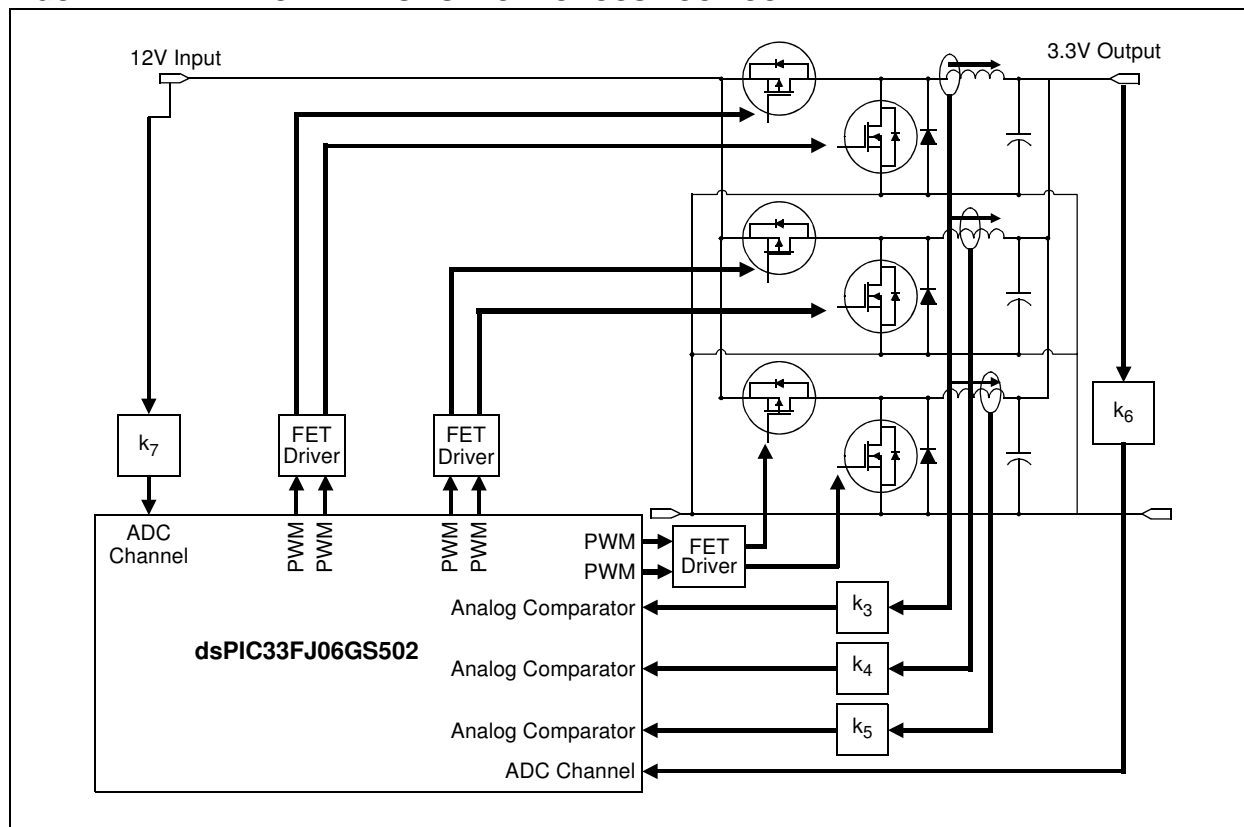 12V Input
3.3V Output
k7
FET
Driver
FET
Driver
k6
ADC
Channel
PWM
PWM
PWM
PWM
PWM
PWM
FET
Driver
Analog Comparator
k3
dsPIC33FJ06GS502
Analog Comparator
k4
Analog Comparator
k5
ADC Channel